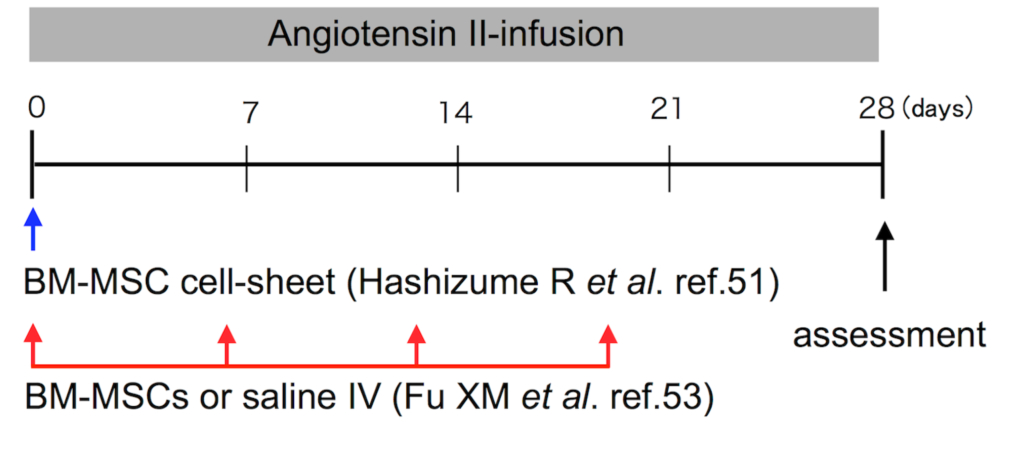 Angiotensin II-infusion
0 7 14 21 28 (days)
BM-MSC cell-sheet (Hashizume R et al. ref.51)
assessment
BM-MSCs or saline IV (Fu XM et al. ref.53)